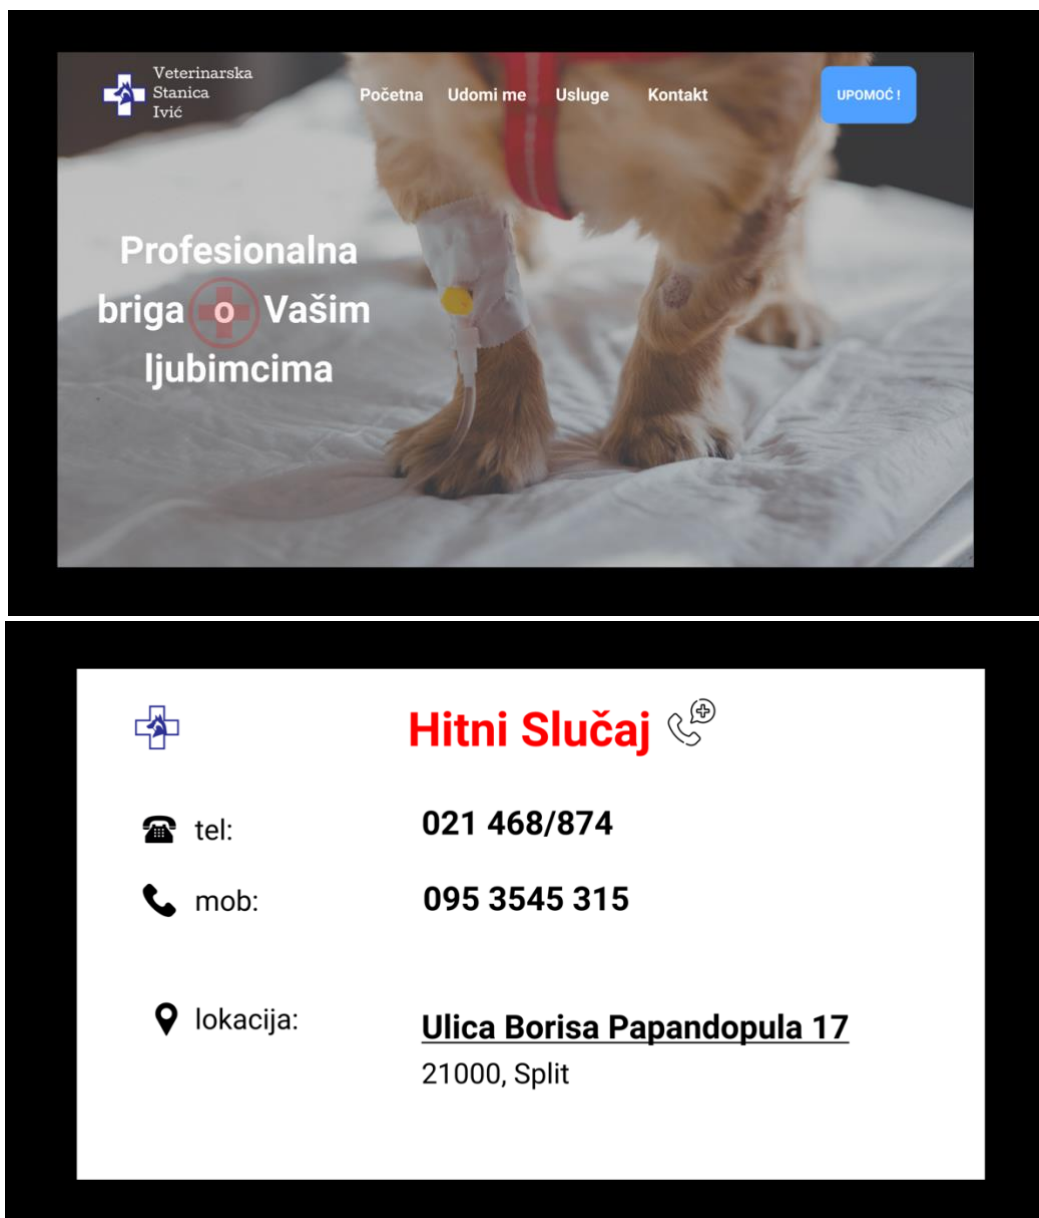 Veterinarska
Stanica
Ivić
Početna Udomi me Usluge Kontakt
UPOMOĆ !
Profesionalna
briga o Vašim
ljubimcima
Hitni Slučaj
tel: 021 468/874
mob: 095 3545 315
lokacija: Ulica Borisa Papandopula 17
21000, Split